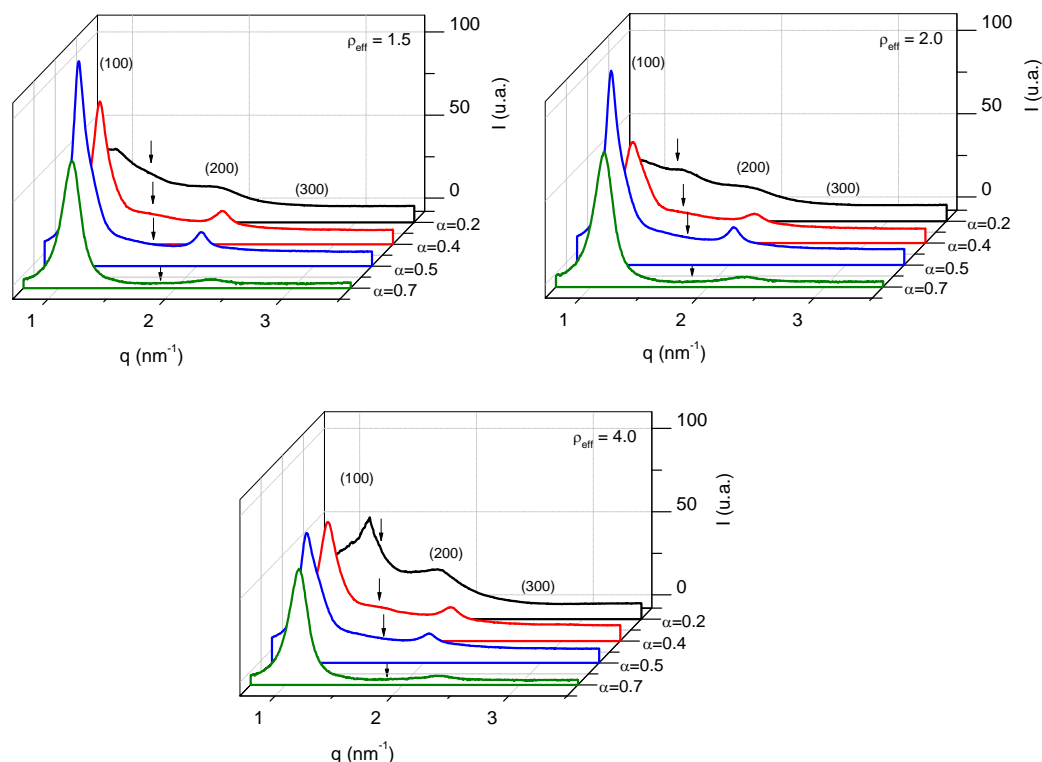 100
ρeff = 1.5
(100)
I (u.a.)
50
(200)
(300)
0
α=0.2
α=0.4
α=0.5
α=0.7
1
2
3
q (nm-1)
100
ρeff = 2.0
(100)
I (u.a.)
50
(200)
(300)
0
α=0.2
α=0.4
α=0.5
α=0.7
1
2
3
q (nm-1)
100
ρeff = 4.0
(100)
I (u.a.)
50
(200)
(300)
0
α=0.2
α=0.4
α=0.5
α=0.7
1
2
3
q (nm-1)